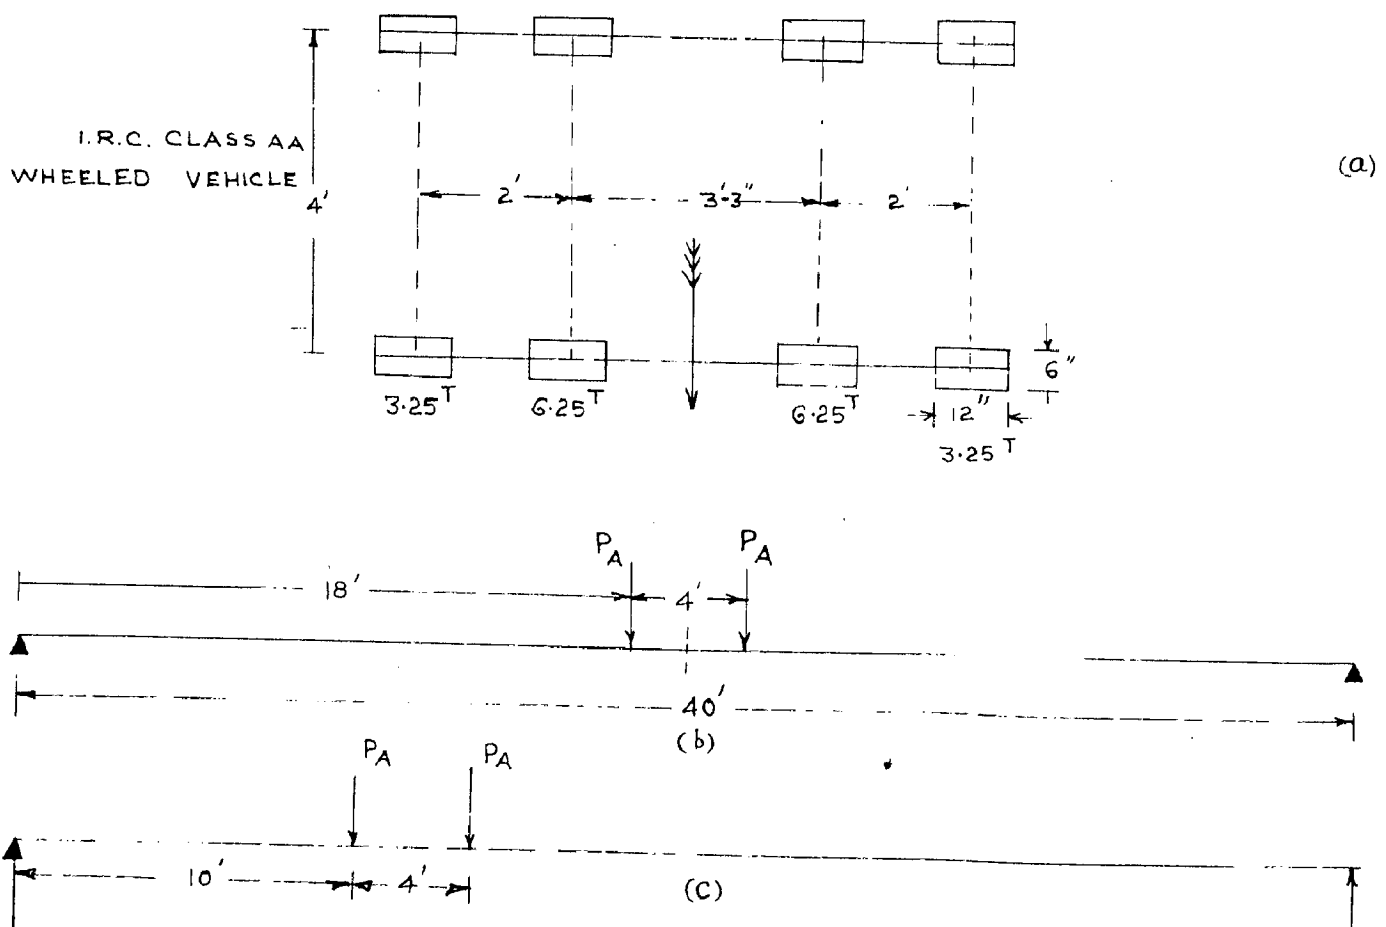 I.R.C. CLASS AA
WHEELED VEHICLE
(a)
4'
2'
3'-3"
2'
6"
3.25T
6.25T
6.25T
12"
3.25T
PA
PA
18'
4'
40'
(b)
PA
PA
10'
4'
(C)